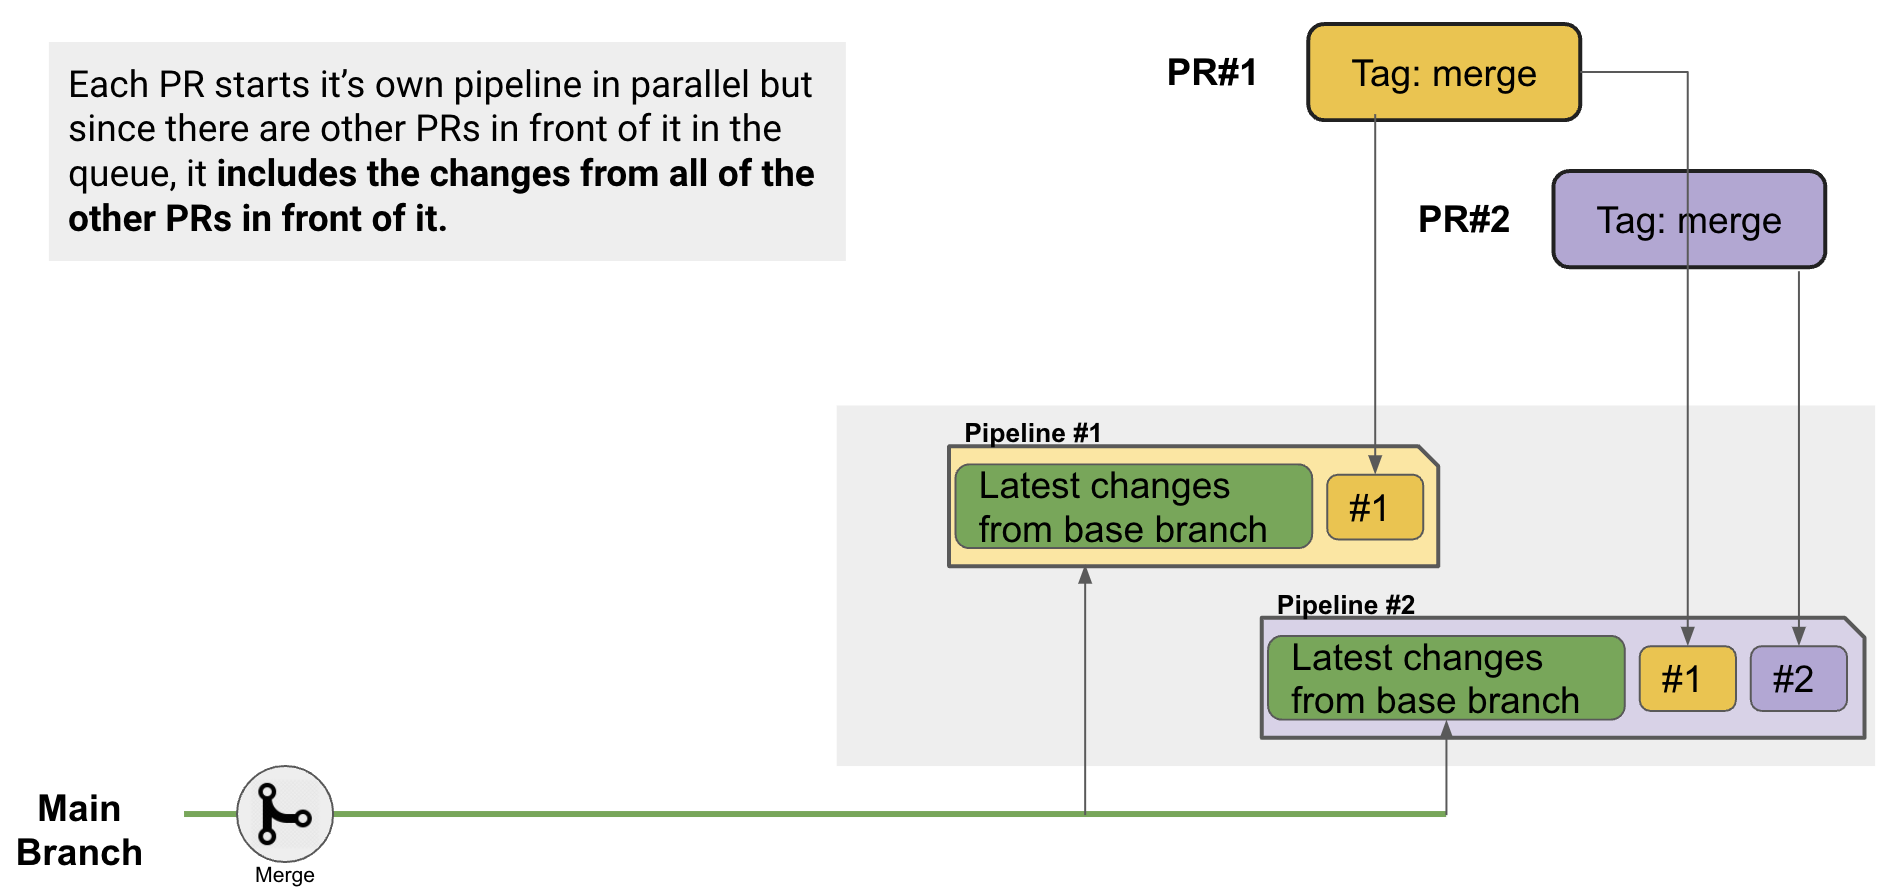 Each PR starts it’s own pipeline in parallel but
since there are other PRs in front of it in the
queue, it includes the changes from all of the
other PRs in front of it.
PR#1
Tag: merge
PR#2
Tag: merge
Pipeline #1
Latest changes
from base branch
#1
Pipeline #2
Latest changes
from base branch
#1
#2
Main
Branch
Merge